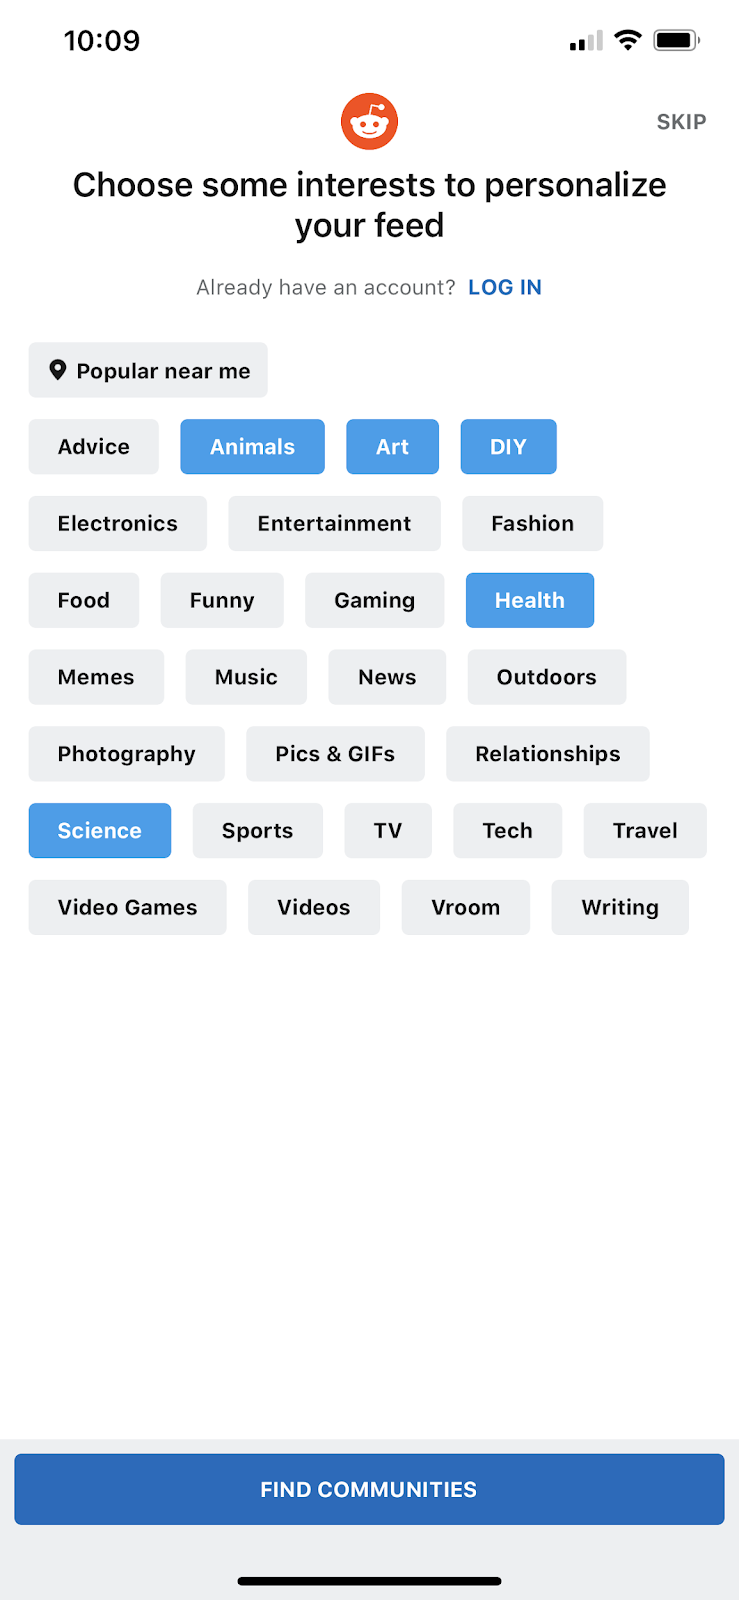 10:09
SKIP
Choose some interests to personalize
your feed
Already have an account? LOG IN
Popular near me
Advice Animals Art DIY
Electronics Entertainment Fashion
Food Funny Gaming Health
Memes Music News Outdoors
Photography Pics & GIFs Relationships
Science Sports TV Tech Travel
Video Games Videos Vroom Writing
FIND COMMUNITIES